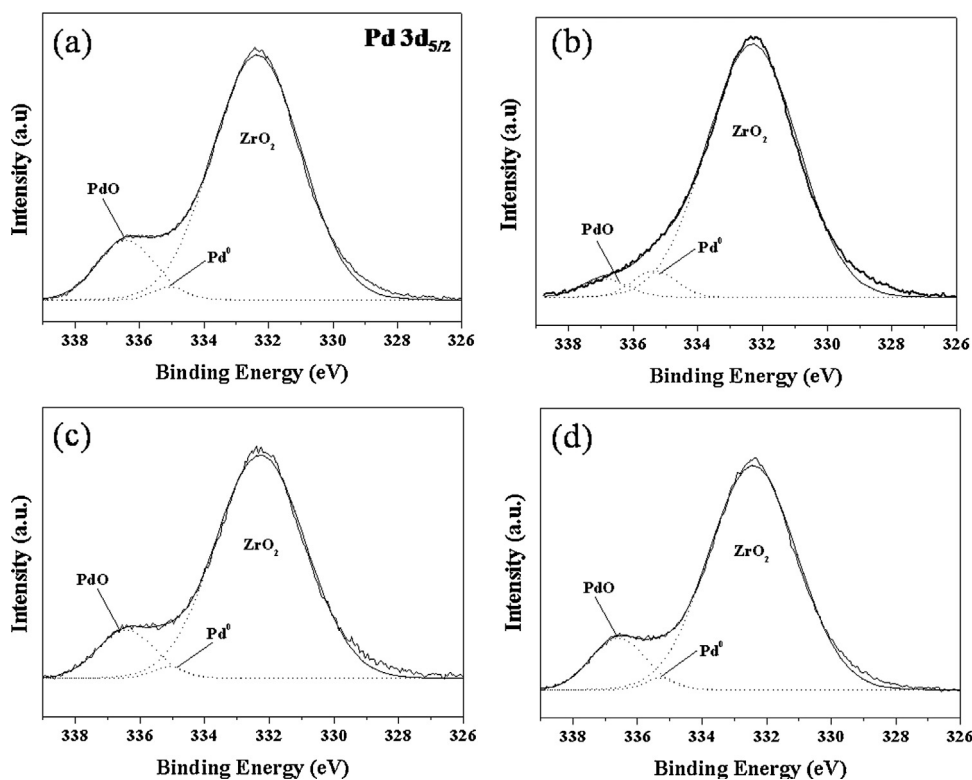 (a)
Pd 3d5/2
ZrO2
PdO
Pd0
Intensity (a.u)
338 336 334 332 330 328 326
Binding Energy (eV)
(b)
ZrO2
PdO
Pd0
Intensity (a.u)
338 336 334 332 330 328 326
Binding Energy (eV)
(c)
ZrO2
PdO
Pd0
Intensity (a.u.)
338 336 334 332 330 328 326
Binding Energy (eV)
(d)
ZrO2
PdO
Pd0
Intensity (a.u.)
338 336 334 332 330 328 326
Binding Energy (eV)